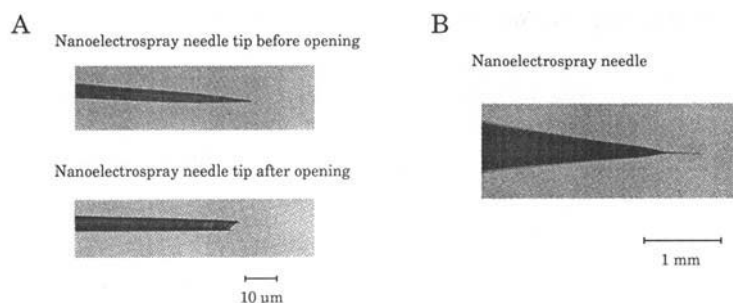 A
Nanoelectrospray needle tip before opening
Nanoelectrospray needle tip after opening
10 um
B
Nanoelectrospray needle
1 mm